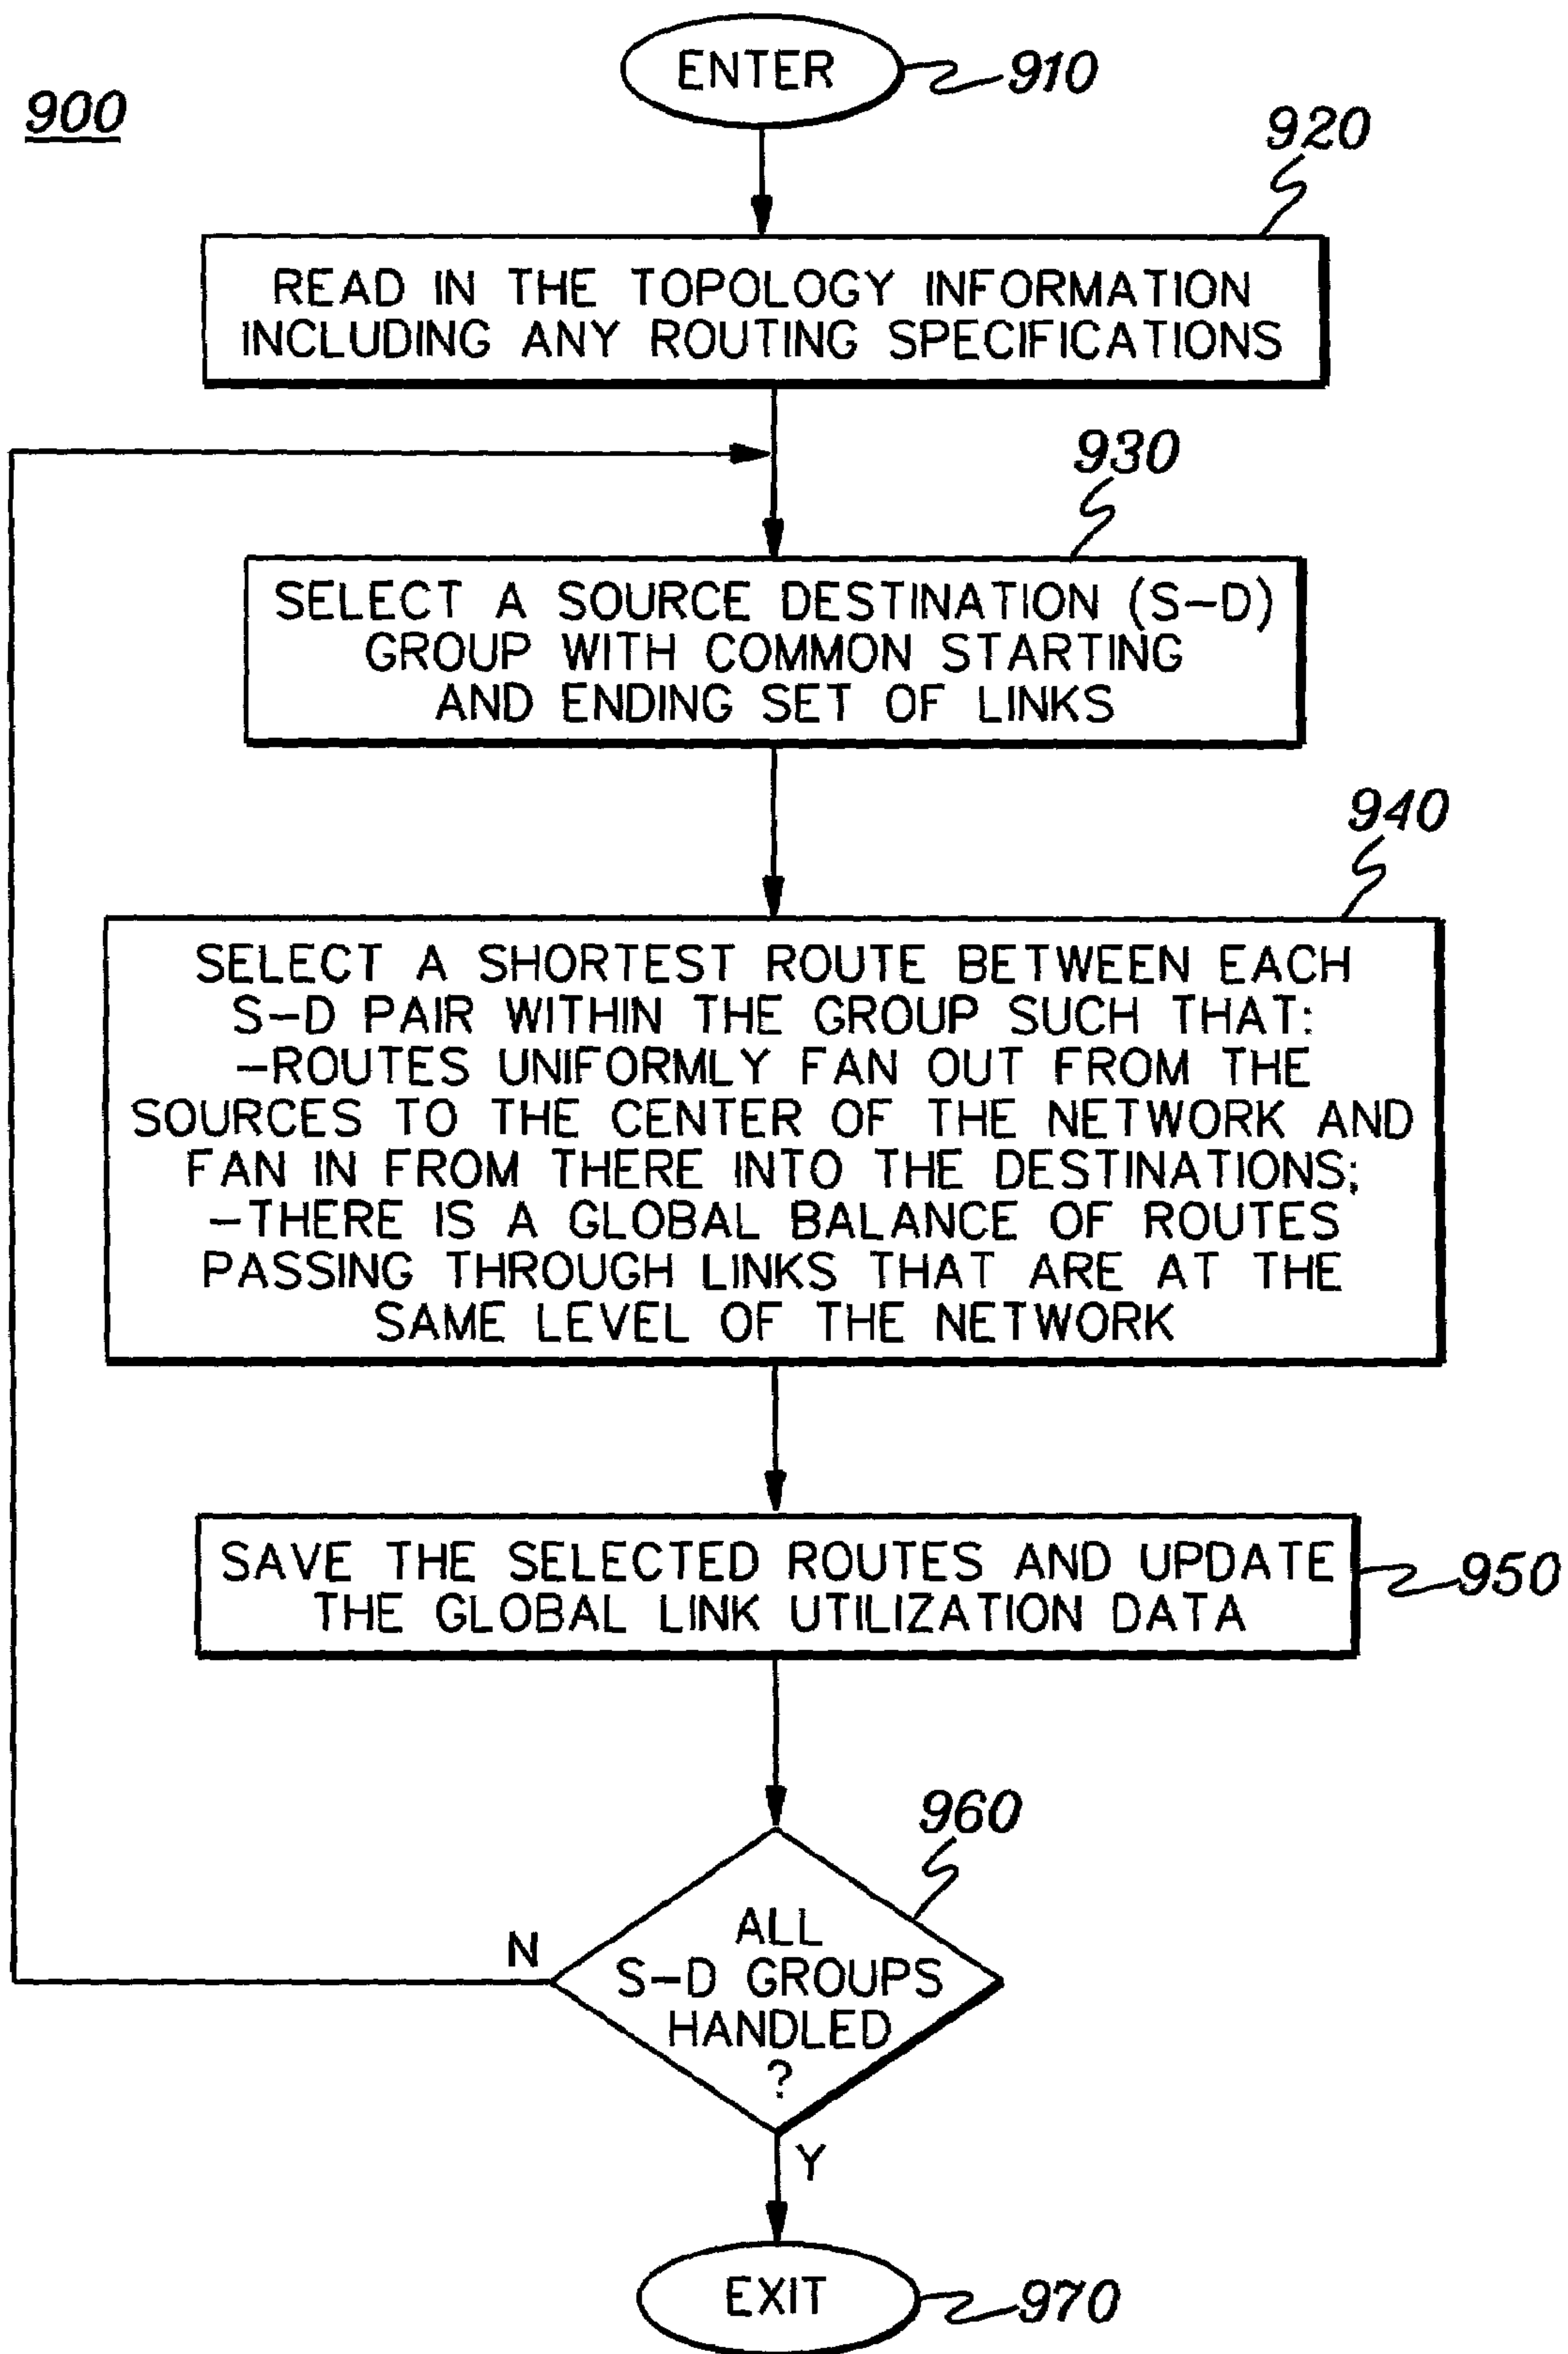 ENTER
910
900
920
READ IN THE TOPOLOGY INFORMATION
INCLUDING ANY ROUTING SPECIFICATIONS
930
SELECT A SOURCE DESTINATION (S-D)
GROUP WITH COMMON STARTING
AND ENDING SET OF LINKS
940
SELECT A SHORTEST ROUTE BETWEEN EACH
S-D PAIR WITHIN THE GROUP SUCH THAT:
-ROUTES UNIFORMLY FAN OUT FROM THE
SOURCES TO THE CENTER OF THE NETWORK AND
FAN IN FROM THERE INTO THE DESTINATIONS;
-THERE IS A GLOBAL BALANCE OF ROUTES
PASSING THROUGH LINKS THAT ARE AT THE
SAME LEVEL OF THE NETWORK
SAVE THE SELECTED ROUTES AND UPDATE
THE GLOBAL LINK UTILIZATION DATA
950
960
ALL
S-D GROUPS
HANDLED
?
N
Y
EXIT
970